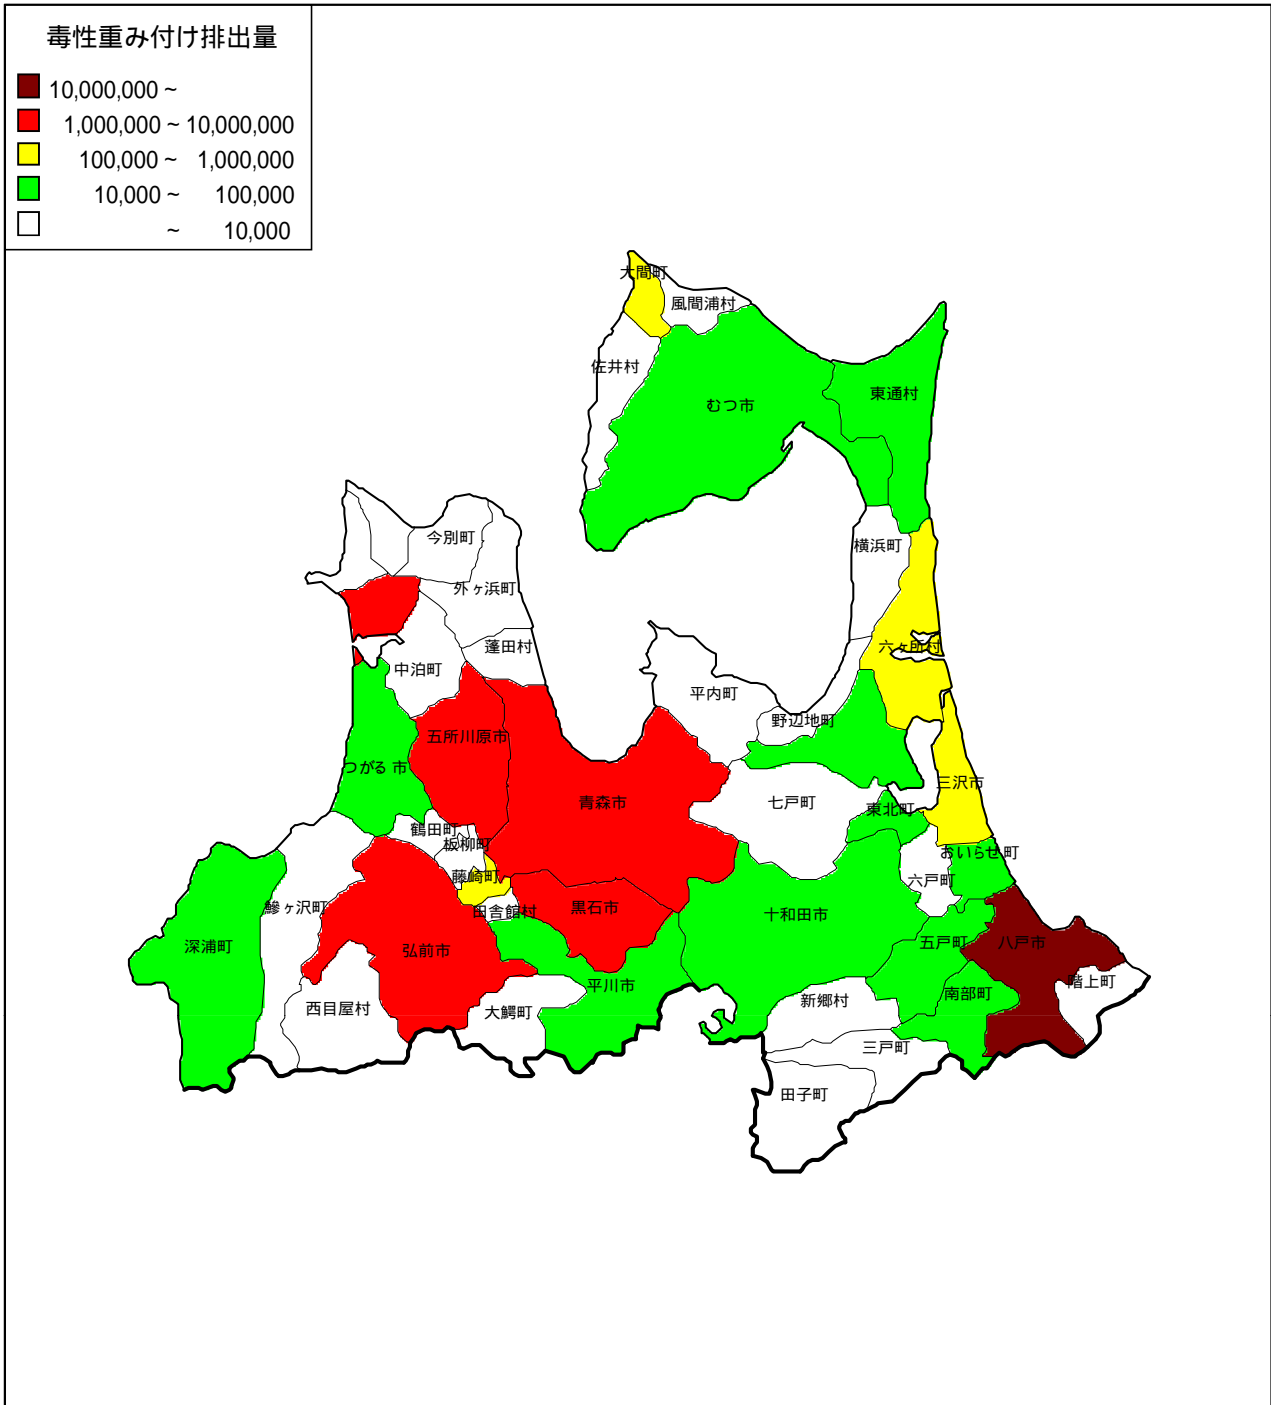 毒性重み付け排出量
10,000,000 ~
1,000,000 ~ 10,000,000
100,000 ~ 1,000,000
10,000 ~ 100,000
~ 10,000
大間町
風間浦村
佐井村
むつ市
東通村
今別町
横浜町
外ヶ浜町
蓬田村
六ヶ所村
中泊町
平内町
野辺地町
五所川原市
つがる市
三沢市
青森市
七戸町
東北町
鶴田町
板柳町
おいらせ町
藤崎町
六戸町
鰺ヶ沢町
田舎館村
黒石市
十和田市
深浦町
弘前市
五戸町
八戸市
平川市
南部町
階上町
西目屋村
大鰐町
新郷村
三戸町
田子町